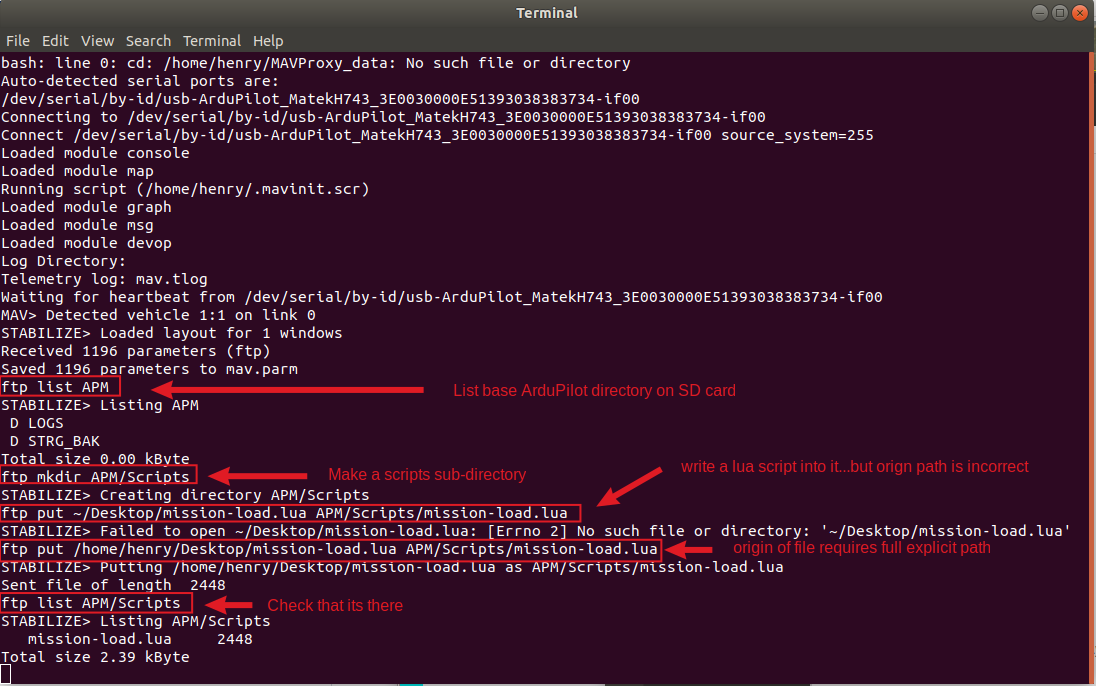 Terminal
File Edit View Search Terminal Help
bash: line 0: cd: /home/henry/MAVProxy_data: No such file or directory
Auto-detected serial ports are:
/dev/serial/by-id/usb-ArduPilot_MatekH743_3E0030000E51393038383734-if00
Connecting to /dev/serial/by-id/usb-ArduPilot_MatekH743_3E0030000E51393038383734-if00
Connect /dev/serial/by-id/usb-ArduPilot_MatekH743_3E0030000E51393038383734-if00 source_system=255
Loaded module console
Loaded module map
Running script (/home/henry/.mavinit.scr)
Loaded module graph
Loaded module msg
Loaded module devop
Log Directory:
Telemetry log: mav.tlog
Waiting for heartbeat from /dev/serial/by-id/usb-ArduPilot_MatekH743_3E0030000E51393038383734-if00
MAV> Detected vehicle 1:1 on link 0
STABILIZE> Loaded layout for 1 windows
Received 1196 parameters (ftp)
Saved 1196 parameters to mav.parm
ftp list APM
List base ArduPilot directory on SD card
STABILIZE> Listing APM
D LOGS
D STRG_BAK
Total size 0.00 kByte
ftp mkdir APM/Scripts
Make a scripts sub-directory
write a lua script into it...but orign path is incorrect
STABILIZE> Creating directory APM/Scripts
ftp put ~/Desktop/mission-load.lua APM/Scripts/mission-load.lua
STABILIZE> Failed to open ~/Desktop/mission-load.lua: [Errno 2] No such file or directory: '~/Desktop/mission-load.lua'
ftp put /home/henry/Desktop/mission-load.lua APM/Scripts/mission-load.lua
origin of file requires full explicit path
STABILIZE> Putting /home/henry/Desktop/mission-load.lua as APM/Scripts/mission-load.lua
Sent file of length 2448
ftp list APM/Scripts
Check that its there
STABILIZE> Listing APM/Scripts
mission-load.lua 2448
Total size 2.39 kByte